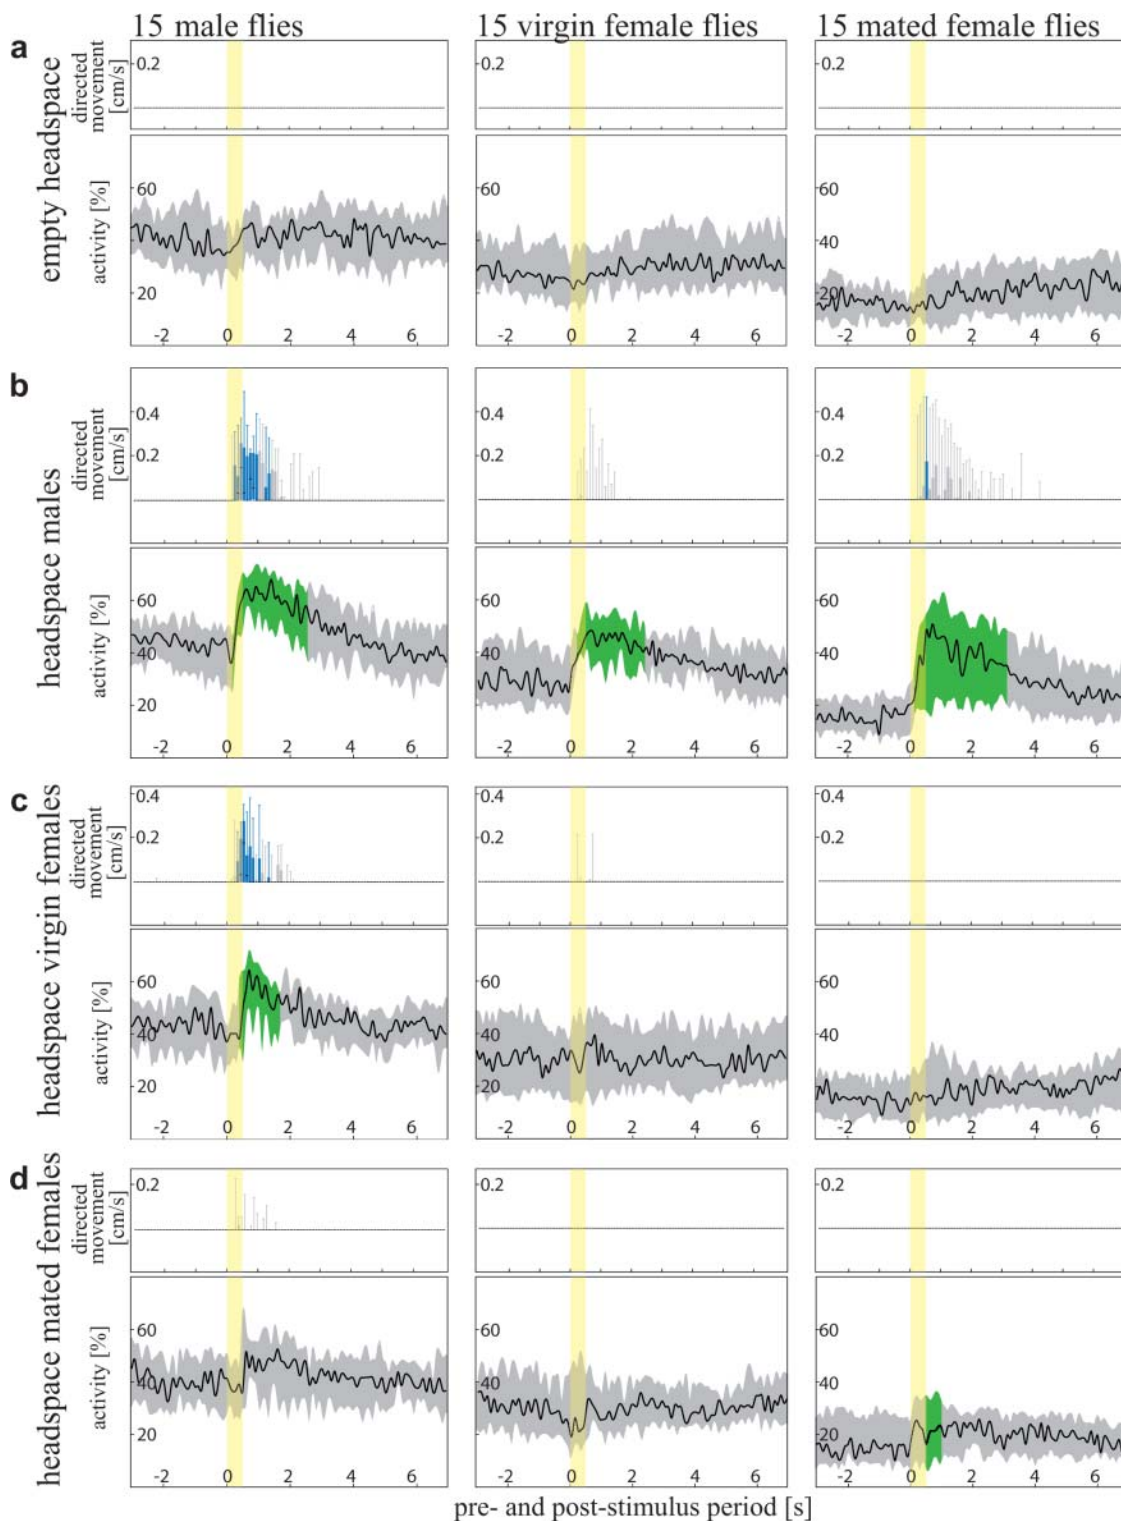 15 male flies 15 virgin female flies 15 mated female flies
a
empty headspace
directed
movement
[cm/s]
0.2 0.2 0.2
activity [%]
60 60
40
20 20
-2 0 2 4 6 -2 0 2 4 6 -2 0 2 4 6
b
headspace males
directed
movement
[cm/s]
0.4 0.4 0.4
0.2 0.2 0.2
activity [%]
60 60 60
40 40 40
20 20 20
-2 0 2 4 6 -2 0 2 4 6 -2 0 2 4 6
c
headspace virgin females
directed
movement
[cm/s]
0.4 0.4 0.4
0.2 0.2 0.2
activity [%]
60 60 60
40 40 40
20 20 20
-2 0 2 4 6 -2 0 2 4 6 -2 0 2 4 6
d
headspace mated females
directed
movement
[cm/s]
0.2 0.2 0.2
activity [%]
60 60 60
40 40 40
20 20 20
-2 0 2 4 6 -2 0 2 4 6 -2 0 2 4 6
pre- and post-stimulus period [s]